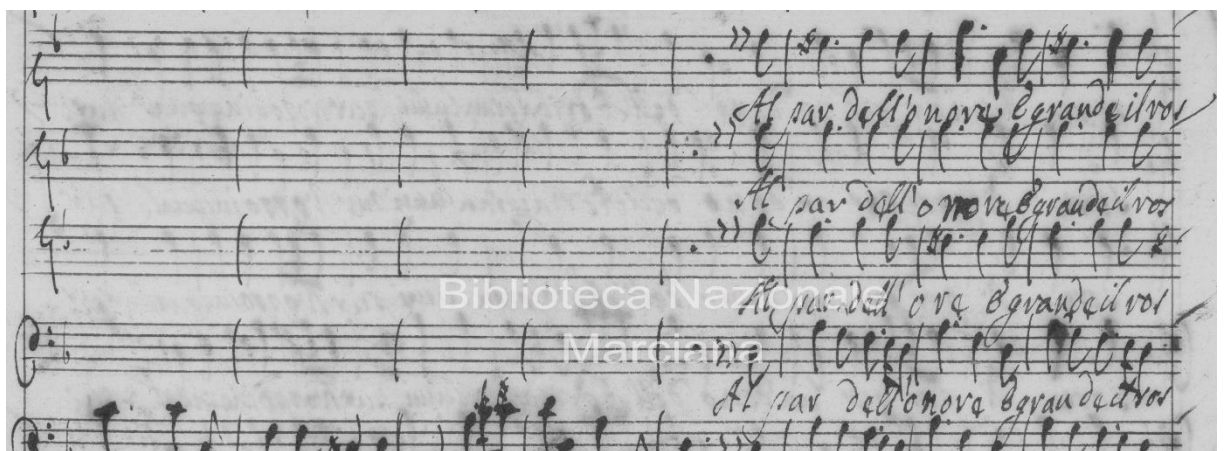 Al par dell'onore è grande il vos
Al par dell'onore è grande il vos
Biblioteca Nazionale
Al par dell'ore è grande il vos
Marciana
Al par dell'onore è grande il vos